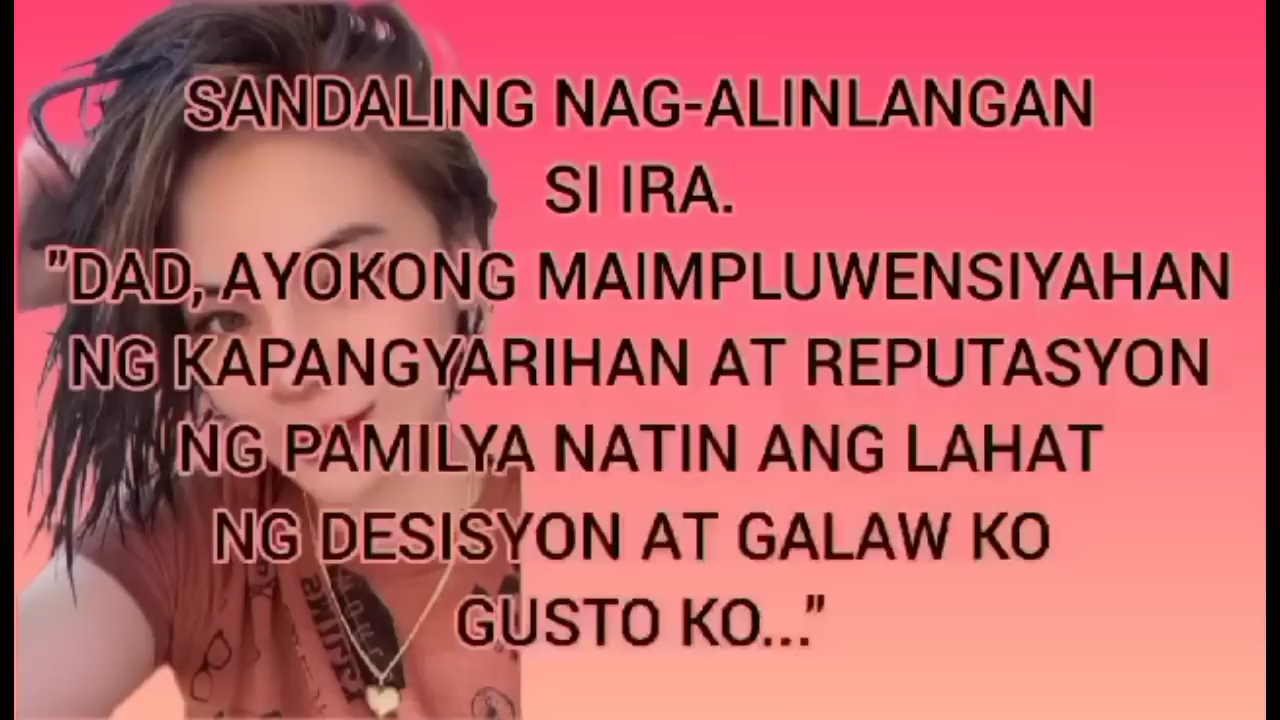 SANDALING NAG-ALINLANGAN
SI IRA.
"DAD, AYOKONG MAIMPLUWENSIYAHAN
NG KAPANGYARIHAN AT REPUTASYON
NG PAMILYA NATIN ANG LAHAT
NG DESISYON AT GALAW KO
GUSTO KO..."